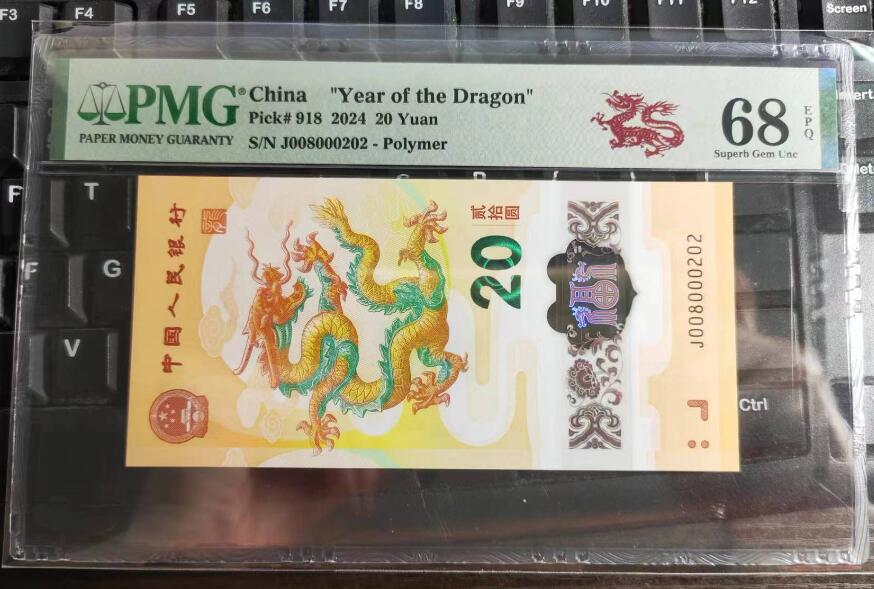 F3 F4 F5 F6 F7 F8 F9 F10 F11 F12 Screen
PMG®
PAPER MONEY GUARANTY
China "Year of the Dragon"
Pick# 918 2024 20 Yuan
S/N J008000202 - Polymer
68
EPQ
Superb Gem Unc
F T
F G
V
Ctrl
中国人民银行
贰拾圆
20
J008000202